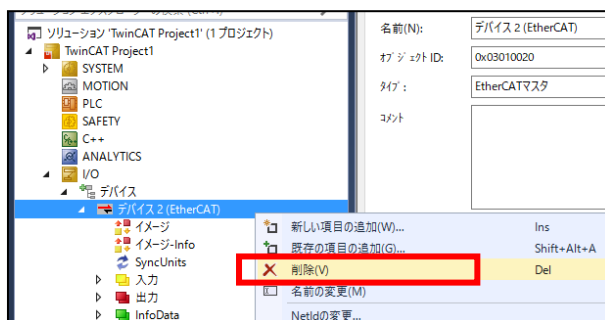 ソリューション 'TwinCAT Project1' (1 プロジェクト)
TwinCAT Project1
SYSTEM
MOTION
PLC
SAFETY
C++
ANALYTICS
I/O
デバイス
デバイス 2 (EtherCAT)
イメージ
イメージ-Info
SyncUnits
入力
出力
InfoData
名前(N):
デバイス 2 (EtherCAT)
オブジェクト ID:
0x03010020
タイプ:
EtherCATマスタ
コメント
新しい項目の追加(W)... Ins
既存の項目の追加(G)... Shift+Alt+A
削除(V) Del
名前の変更(M)
NetIdの変更...